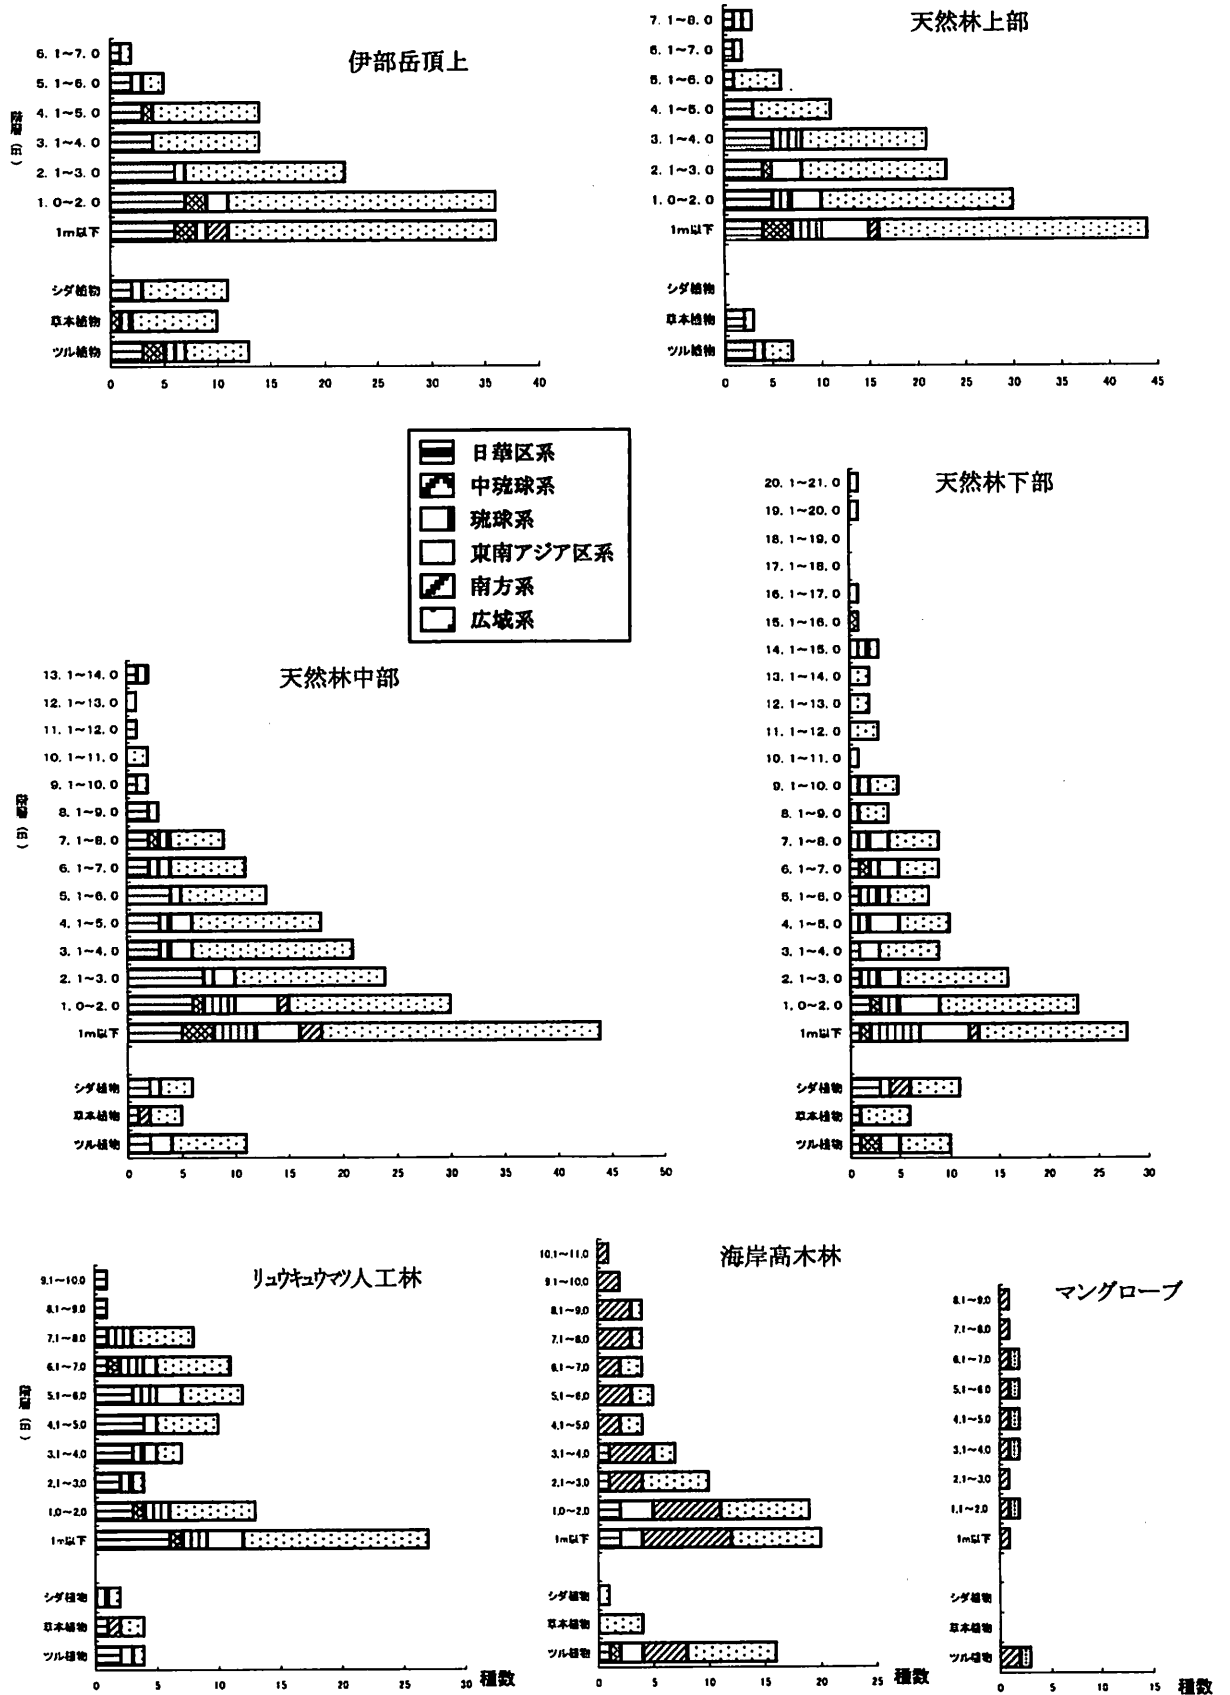 伊部岳頂上
6. 1〜7. 0
5. 1〜6. 0
4. 1〜5. 0
3. 1〜4. 0
2. 1〜3. 0
1. 0〜2. 0
1m以下
シダ植物
草本植物
ツル植物
0 5 10 15 20 25 30 35 40
天然林上部
7. 1〜8. 0
6. 1〜7. 0
5. 1〜6. 0
4. 1〜5. 0
3. 1〜4. 0
2. 1〜3. 0
1. 0〜2. 0
1m以下
シダ植物
草本植物
ツル植物
0 5 10 15 20 25 30 35 40 45
日華区系
中琉球系
琉球系
東南アジア区系
南方系
広域系
天然林中部
13. 1〜14. 0
12. 1〜13. 0
11. 1〜12. 0
10. 1〜11. 0
9. 1〜10. 0
8. 1〜9. 0
7. 1〜8. 0
6. 1〜7. 0
5. 1〜6. 0
4. 1〜5. 0
3. 1〜4. 0
2. 1〜3. 0
1. 0〜2. 0
1m以下
シダ植物
草本植物
ツル植物
0 5 10 15 20 25 30 35 40 45 50
天然林下部
20. 1〜21. 0
19. 1〜20. 0
18. 1〜19. 0
17. 1〜18. 0
16. 1〜17. 0
15. 1〜16. 0
14. 1〜15. 0
13. 1〜14. 0
12. 1〜13. 0
11. 1〜12. 0
10. 1〜11. 0
9. 1〜10. 0
8. 1〜9. 0
7. 1〜8. 0
6. 1〜7. 0
5. 1〜6. 0
4. 1〜5. 0
3. 1〜4. 0
2. 1〜3. 0
1. 0〜2. 0
1m以下
シダ植物
草本植物
ツル植物
0 5 10 15 20 25 30
リュウキュウマツ人工林
9.1〜10.0
8.1〜9.0
7.1〜8.0
6.1〜7.0
5.1〜6.0
4.1〜5.0
3.1〜4.0
2.1〜3.0
1.0〜2.0
1m以下
シダ植物
草本植物
ツル植物
0 5 10 15 20 25 30 種数
海岸高木林
10.1〜11.0
9.1〜10.0
8.1〜9.0
7.1〜8.0
6.1〜7.0
5.1〜6.0
4.1〜5.0
3.1〜4.0
2.1〜3.0
1.0〜2.0
1m以下
シダ植物
草本植物
ツル植物
0 5 10 15 20 25 種数
マングローブ
8.1〜9.0
7.1〜8.0
6.1〜7.0
5.1〜6.0
4.1〜5.0
3.1〜4.0
2.1〜3.0
1.1〜2.0
1m以下
シダ植物
草本植物
ツル植物
0 5 10 15 種数